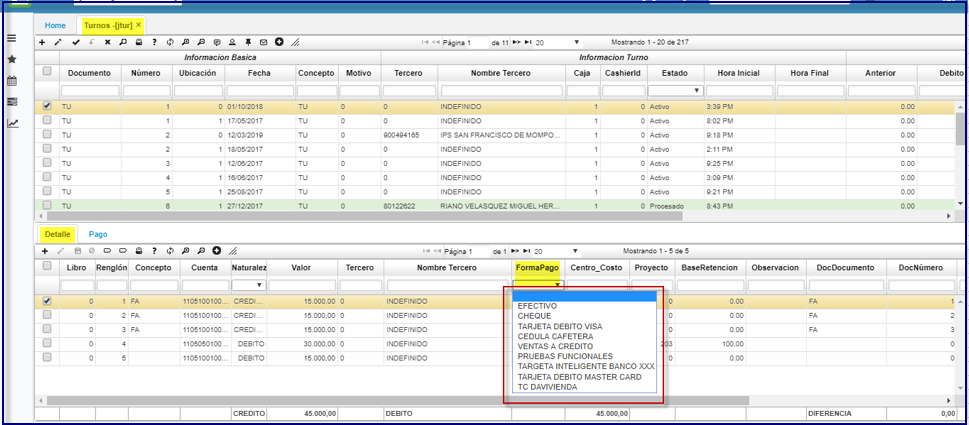 Home Turnos -[jtur] ×
Página 1 de 11 20 Mostrando 1 - 20 de 217
Informacion Basica Informacion Turno
Documento Número Ubicación Fecha Concepto Motivo Tercero Nombre Tercero Caja CashierId Estado Hora Inicial Hora Final Anterior Debito
TU 1 0 01/10/2018 TU 0 0 INDEFINIDO 1 0 Activo 3:39 PM 0.00
TU 1 1 17/05/2017 TU 0 0 INDEFINIDO 1 0 Activo 8:02 PM 0.00
TU 2 0 12/03/2019 TU 0 900494165 IPS SAN FRANCISCO DE MOMPO... 1 0 Activo 9:18 PM 0.00
TU 2 1 18/05/2017 TU 0 0 INDEFINIDO 1 0 Activo 2:11 PM 0.00
TU 3 1 12/06/2017 TU 0 0 INDEFINIDO 1 0 Activo 9:25 PM 0.00
TU 4 1 16/06/2017 TU 0 0 INDEFINIDO 1 0 Activo 3:09 PM 0.00
TU 5 1 25/08/2017 TU 0 0 INDEFINIDO 1 0 Activo 9:21 PM 0.00
TU 6 1 27/12/2017 TU 0 80122622 RIANO VELASQUEZ MIGUEL HER... 1 0 Procesado 8:43 PM 0.00
Detalle Pago
Página 1 de 1 20 Mostrando 1 - 5 de 5
Libro Renglón Concepto Cuenta Naturalez Valor Tercero Nombre Tercero FormaPago Centro_Costo Proyecto BaseRetencion Observacion DocDocumento DocNúmero
0 1 FA 1105100100... CREDI... 15.000,00 0 INDEFINIDO 0 0.00 FA 1
0 2 FA 1105100100... CREDI... 15.000,00 0 INDEFINIDO 0 0.00 FA 2
0 3 FA 1105100100... CREDI... 15.000,00 0 INDEFINIDO 0 0.00 FA 3
0 4 1105050100... DEBITO 30.000,00 0 INDEFINIDO 203 100,00 0
0 5 1105100100... DEBITO 15.000,00 0 INDEFINIDO 0 0.00 0
EFECTIVO
CHEQUE
TARJETA DEBITO VISA
CEDULA CAFETERA
VENTAS A CREDITO
PRUEBAS FUNCIONALES
TARGETA INTELIGENTE BANCO XXX
TARJETA DEBITO MASTER CARD
TC DAVIVIENDA
CREDITO 45.000,00 DEBITO 45.000,00 DIFERENCIA 0,00